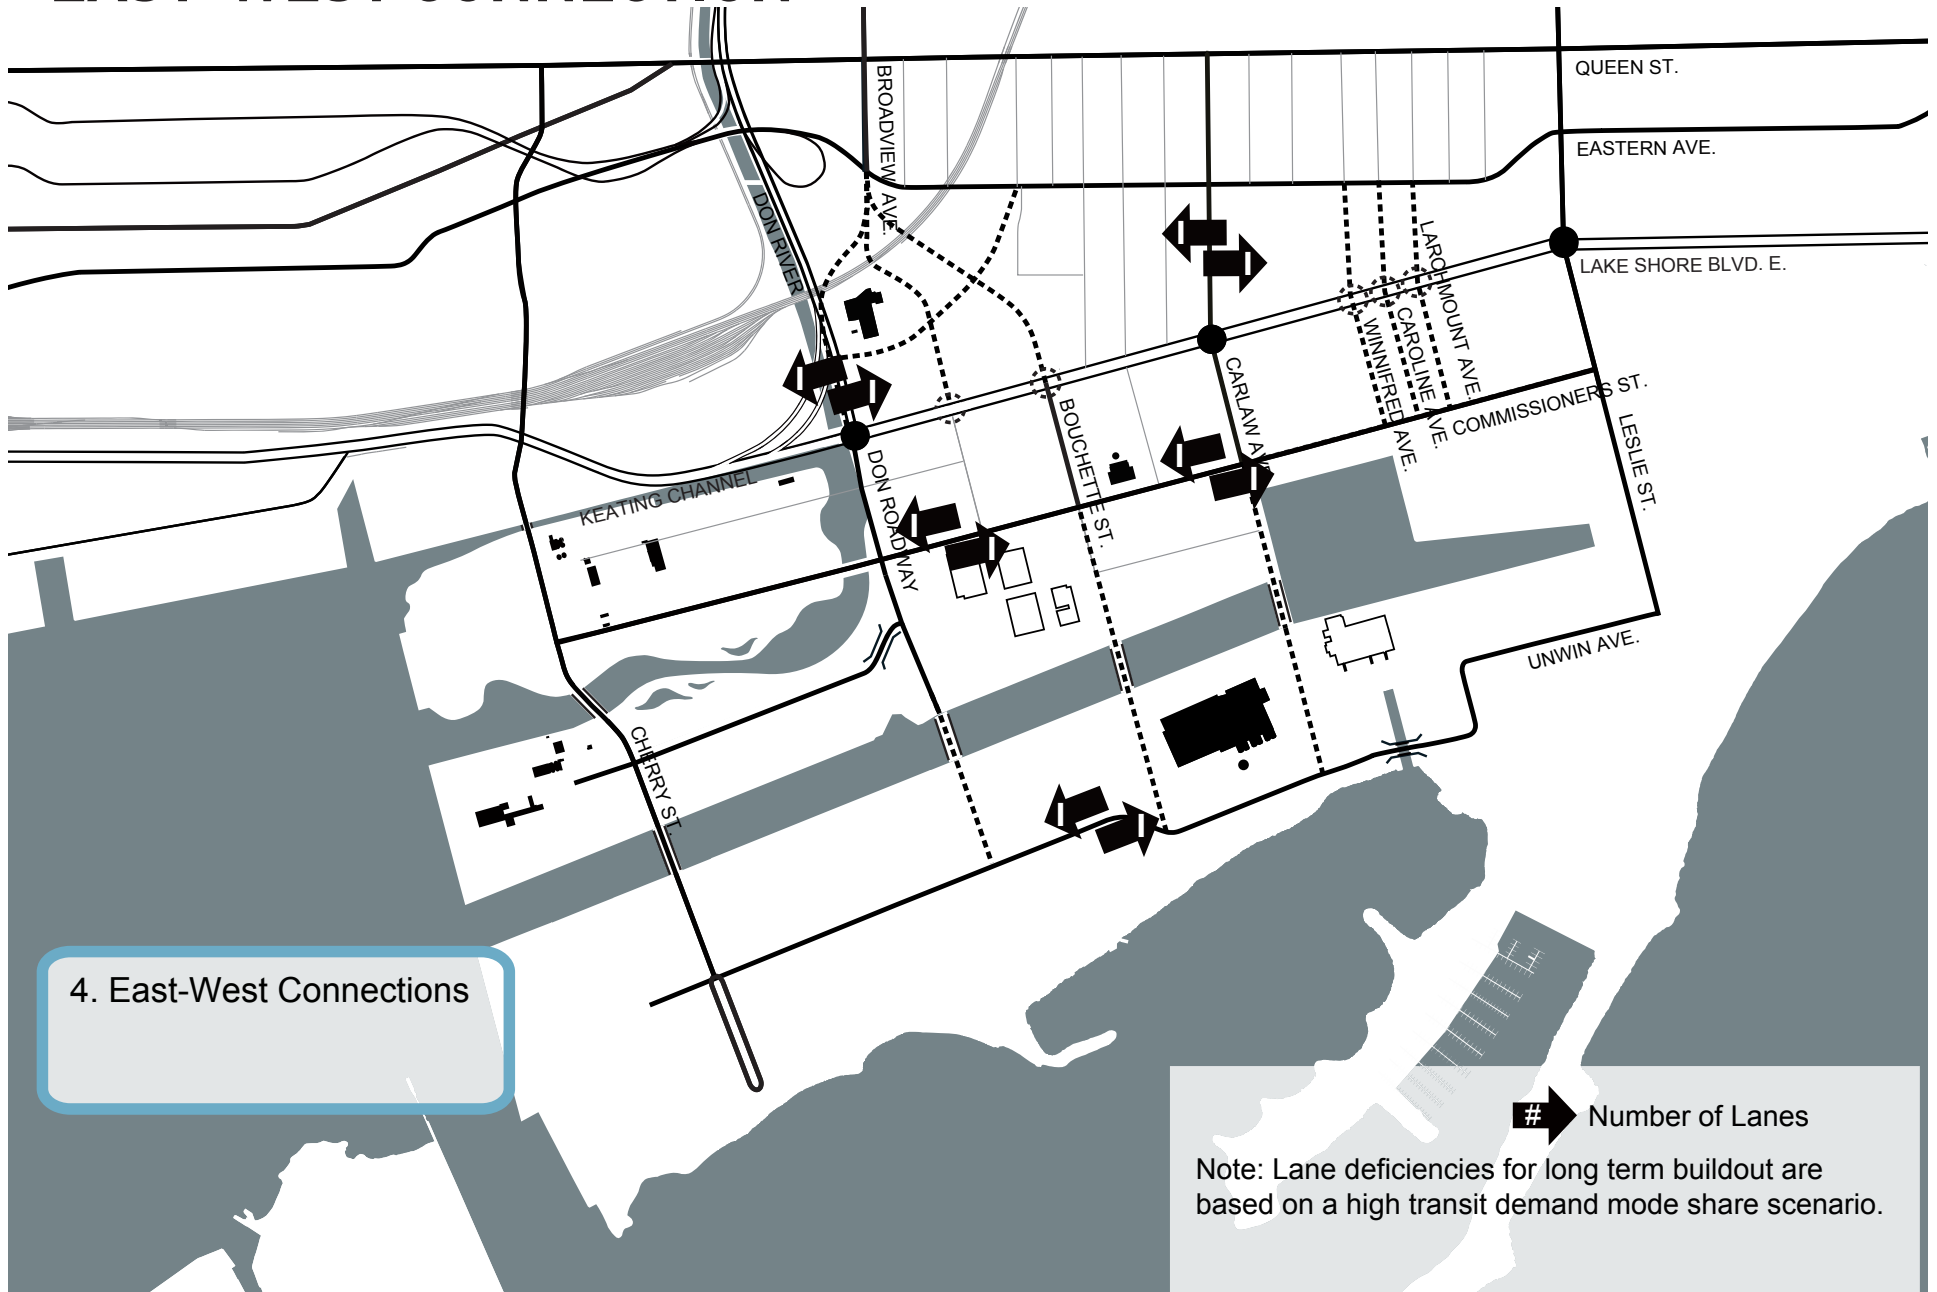 QUEEN ST.
BROADVIEW AVE.
EASTERN AVE.
DON RIVER
LARCHMOUNT AVE.
LAKE SHORE BLVD. E.
CAROLINE AVE.
WINNIFRED AVE.
CARLAW AVE.
COMMISSIONERS ST.
BOUCHETTE ST.
LESLIE ST.
DON ROADWAY
KEATING CHANNEL
I
I
I
I
I
I
I
I
I
I
UNWIN AVE.
CHERRY ST.
4. East-West Connections
# Number of Lanes
Note: Lane deficiencies for long term buildout are
based on a high transit demand mode share scenario.